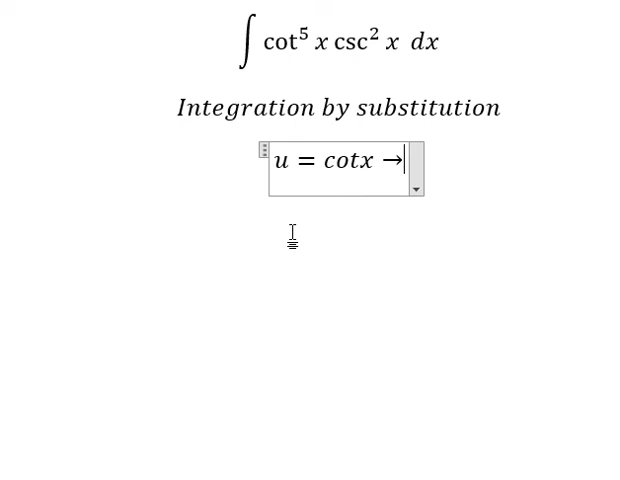 ∫ cot⁵ x csc² x dx
Integration by substitution
u = cotx →